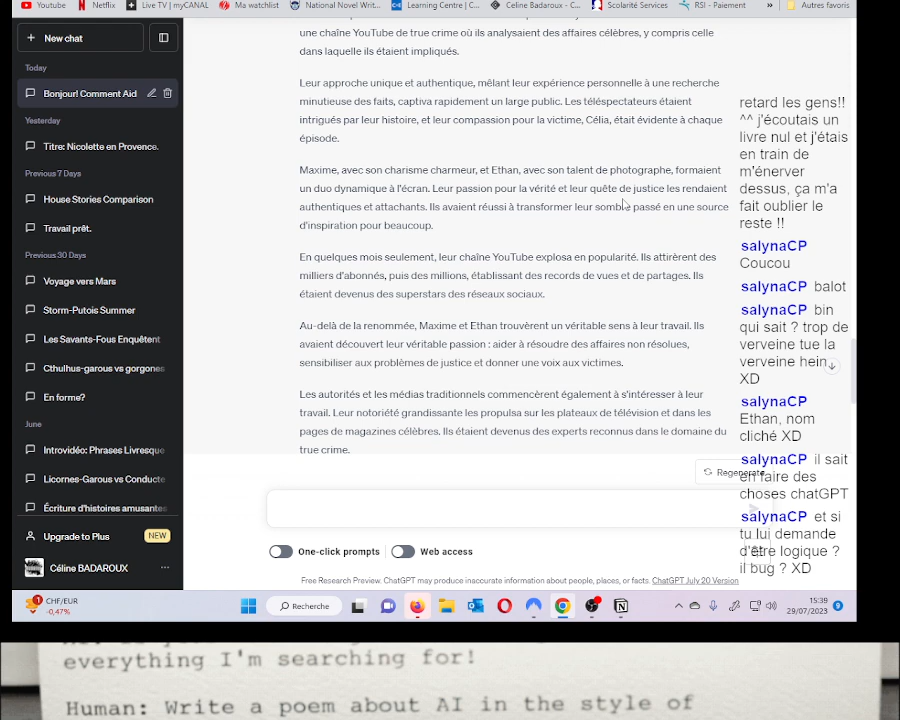 Youtube
Netflix
Live TV | myCANAL
Ma watchlist
National Novel Writ...
Learning Centre | C...
Celine Badaroux - C...
Scolarité Services
RSI - Paiement
»
Autres favoris
+ New chat
Today
Bonjour! Comment Aid
Yesterday
Titre: Nicolette en Provence.
Previous 7 Days
House Stories Comparison
Travail prêt.
Previous 30 Days
Voyage vers Mars
Storm-Putois Summer
Les Savants-Fous Enquêtent
Cthulhus-garous vs gorgones
En forme?
June
Introvidéo: Phrases Livresque
Licornes-Garous vs Conducte
Écriture d'histoires amusantes
Upgrade to Plus NEW
Céline BADAROUX ...
une chaîne YouTube de true crime où ils analysaient des affaires célèbres, y compris celle
dans laquelle ils étaient impliqués.
Leur approche unique et authentique, mêlant leur expérience personnelle à une recherche
minutieuse des faits, captiva rapidement un large public. Les téléspectateurs étaient
intrigués par leur histoire, et leur compassion pour la victime, Célia, était évidente à chaque
épisode.
Maxime, avec son charisme charmeur, et Ethan, avec son talent de photographe, formaient
un duo dynamique à l'écran. Leur passion pour la vérité et leur quête de justice les rendaient
authentiques et attachants. Ils avaient réussi à transformer leur sombre passé en une source
d'inspiration pour beaucoup.
En quelques mois seulement, leur chaîne YouTube explosa en popularité. Ils attirèrent des
milliers d'abonnés, puis des millions, établissant des records de vues et de partages. Ils
étaient devenus des superstars des réseaux sociaux.
Au-delà de la renommée, Maxime et Ethan trouvèrent un véritable sens à leur travail. Ils
avaient découvert leur véritable passion : aider à résoudre des affaires non résolues,
sensibiliser aux problèmes de justice et donner une voix aux victimes.
Les autorités et les médias traditionnels commencèrent également à s'intéresser à leur
travail. Leur notoriété grandissante les propulsa sur les plateaux de télévision et dans les
pages de magazines célèbres. Ils étaient devenus des experts reconnus dans le domaine du
true crime.
Regenerate
One-click prompts
Web access
Free Research Preview. ChatGPT may produce inaccurate information about people, places, or facts. ChatGPT July 20 Version
retard les gens!!
^^ j'écoutais un
livre nul et j'étais
en train de
m'énerver
dessus, ça m'a
fait oublier le
reste !!
salynaCP
Coucou
salynaCP balot
salynaCP bin
qui sait ? trop de
verveine tue la
verveine hein
XD
salynaCP
Ethan, nom
cliché XD
salynaCP il sait
en faire des
choses chatGPT
salynaCP et si
tu lui demande
d'être logique ?
il bug ? XD
1
CHF/EUR
-0,47%
Recherche
15:39
29/07/2023
9
everything I'm searching for!
Human: Write a poem about AI in the style of